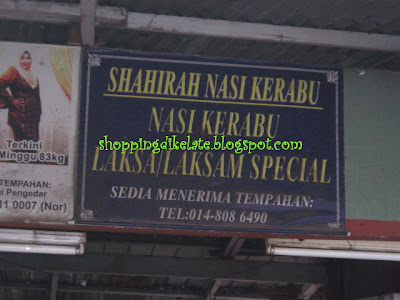 SHAHIRAH NASI KERABU
NASI KERABU
shoppingdikelate.blogspot.com
LAKSA/LAKSAM SPECIAL
SEDIA MENERIMA TEMPAHAN:
TEL:014-808 6490
Terkini
Minggu 83kg
TEMPAHAN:
Pengedar
11 0007 (Nor)